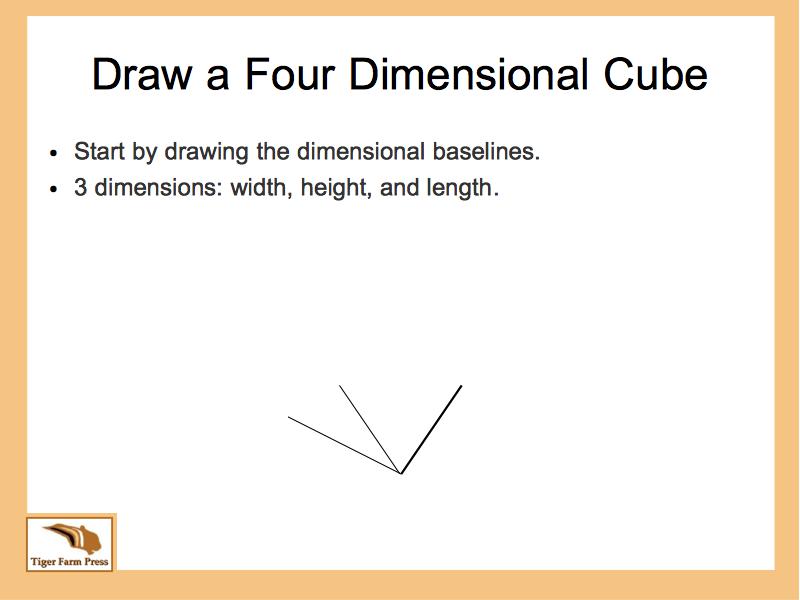 Draw a Four Dimensional Cube
• Start by drawing the dimensional baselines.
• 3 dimensions: width, height, and length.
Tiger Farm Press